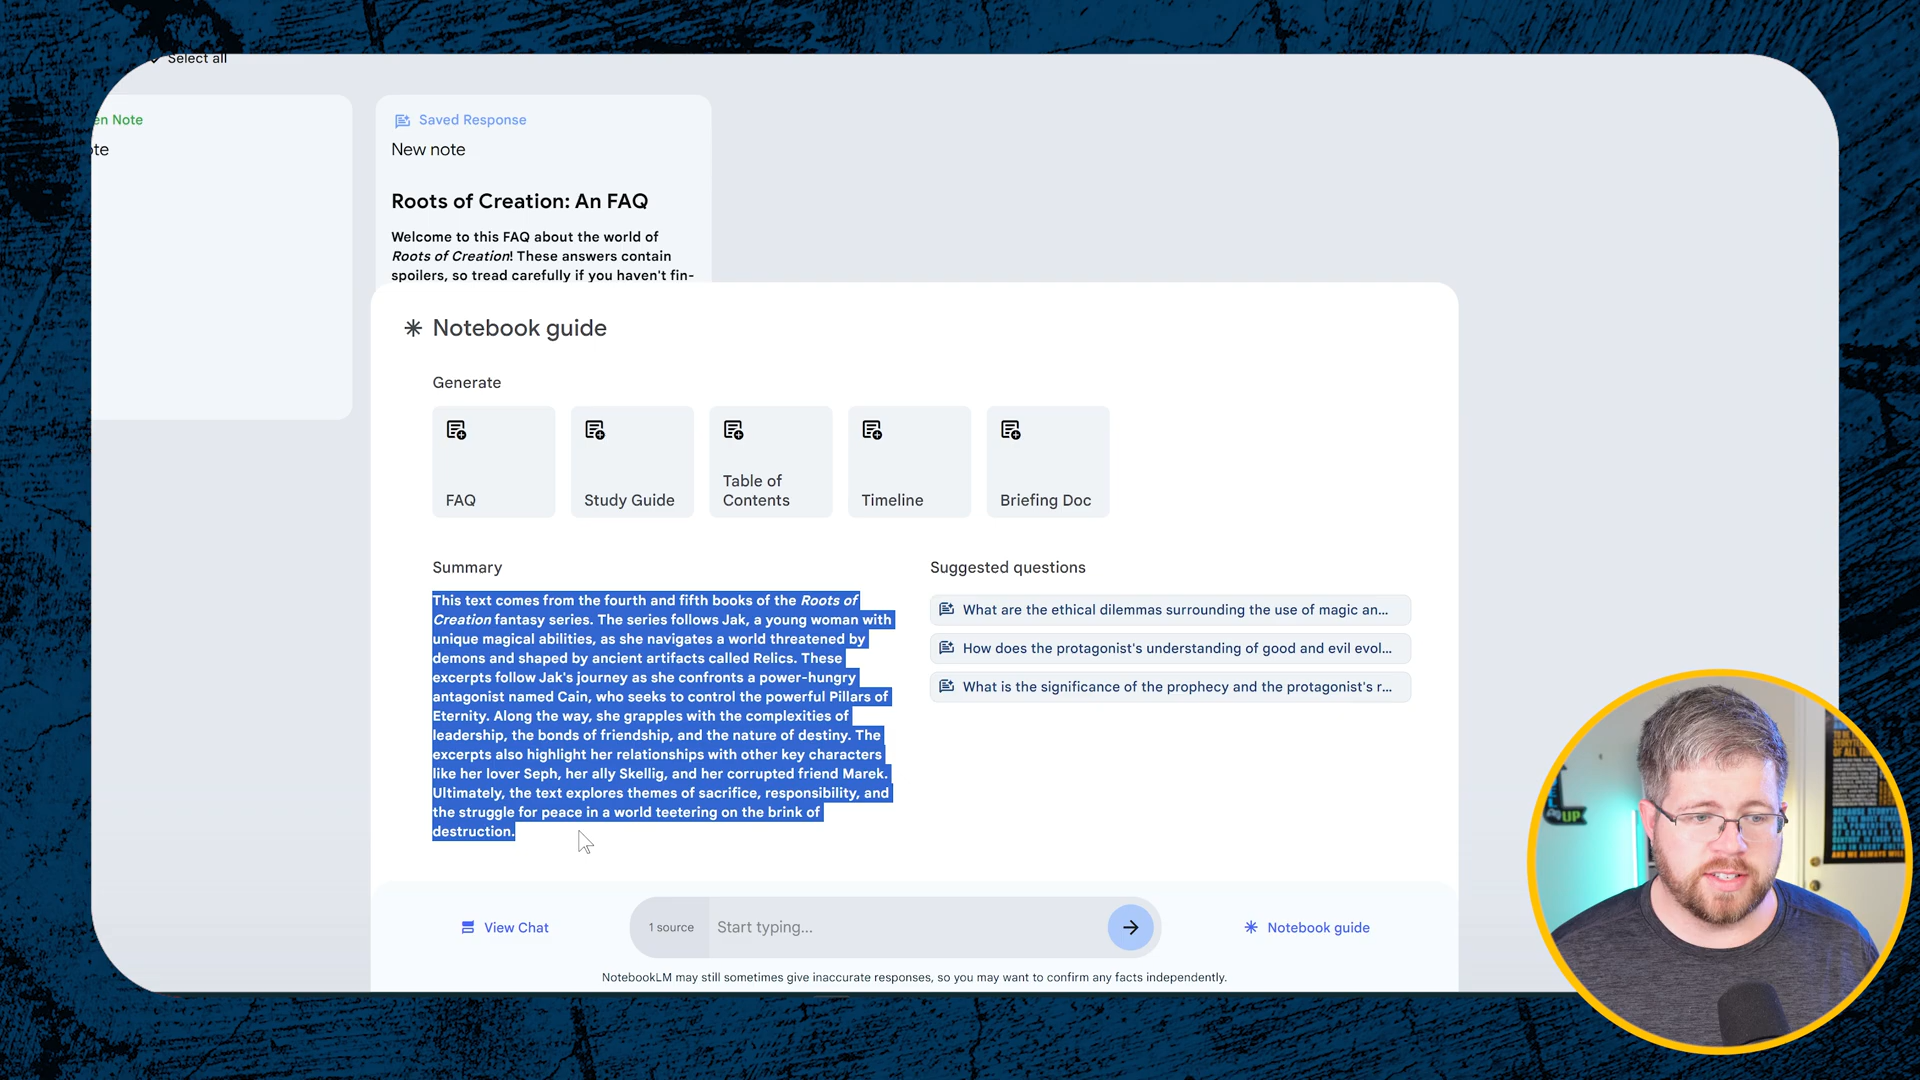 Select all
en Note
ote
Saved Response
New note
Roots of Creation: An FAQ
Welcome to this FAQ about the world of
Roots of Creation! These answers contain
spoilers, so tread carefully if you haven't fin-
Notebook guide
Generate
FAQ
Study Guide
Table of
Contents
Timeline
Briefing Doc
Summary
This text comes from the fourth and fifth books of the Roots of
Creation fantasy series. The series follows Jak, a young woman with
unique magical abilities, as she navigates a world threatened by
demons and shaped by ancient artifacts called Relics. These
excerpts follow Jak's journey as she confronts a power-hungry
antagonist named Cain, who seeks to control the powerful Pillars of
Eternity. Along the way, she grapples with the complexities of
leadership, the bonds of friendship, and the nature of destiny. The
excerpts also highlight her relationships with other key characters
like her lover Seph, her ally Skellig, and her corrupted friend Marek.
Ultimately, the text explores themes of sacrifice, responsibility, and
the struggle for peace in a world teetering on the brink of
destruction.
Suggested questions
What are the ethical dilemmas surrounding the use of magic an...
How does the protagonist's understanding of good and evil evol...
What is the significance of the prophecy and the protagonist's r...
View Chat
1 source
Start typing...
Notebook guide
NotebookLM may still sometimes give inaccurate responses, so you may want to confirm any facts independently.
UP